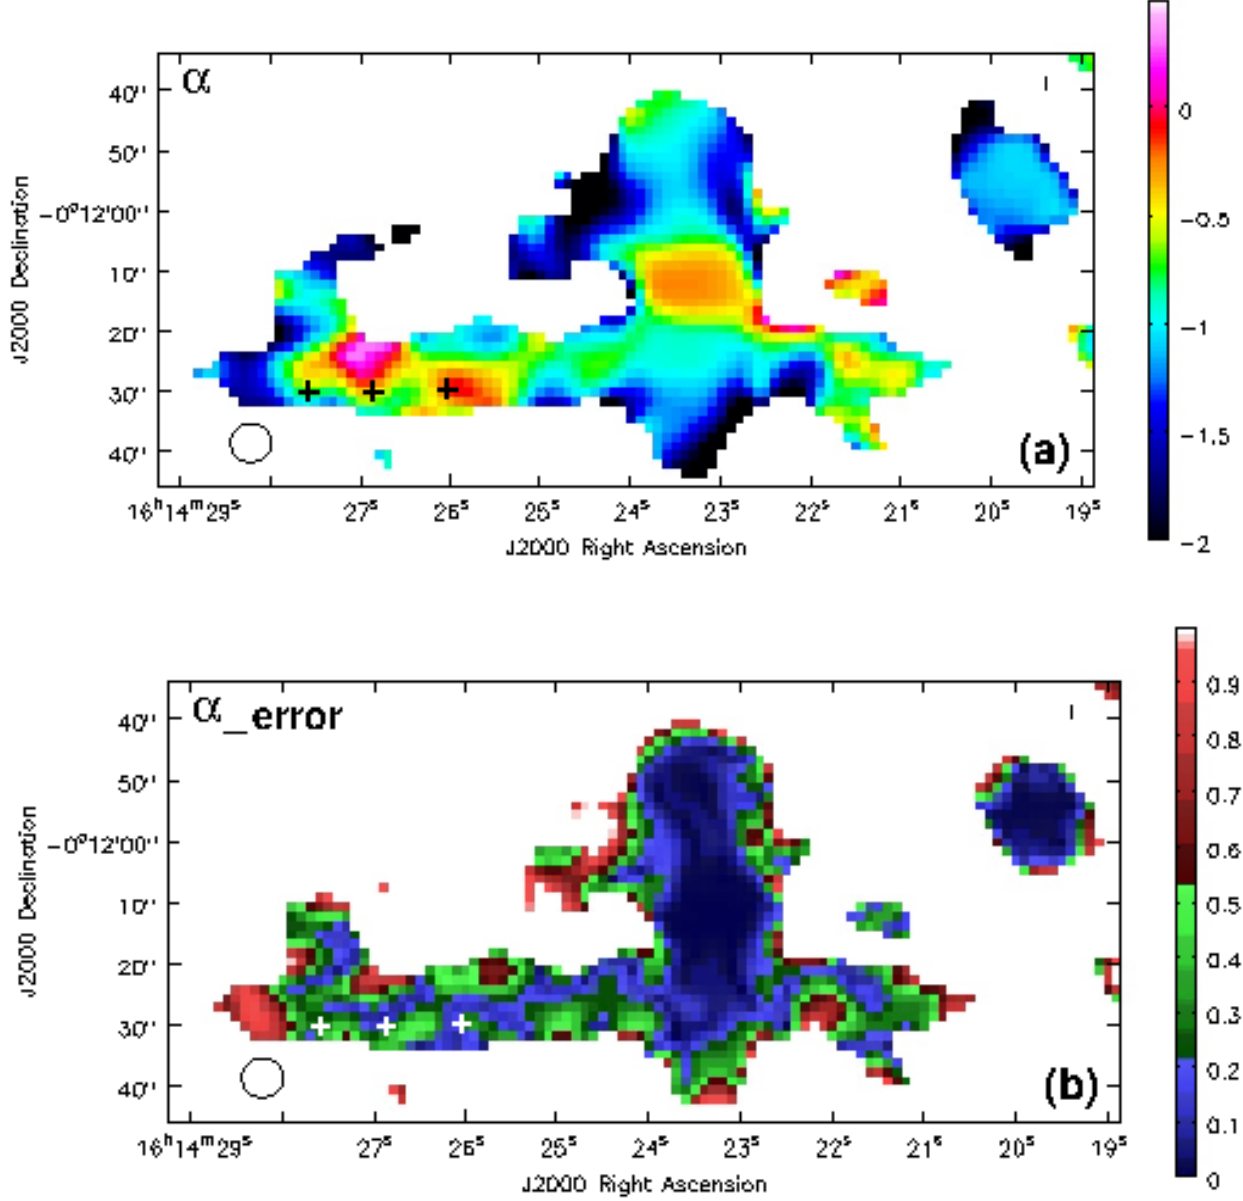 α
40''
50''
−0°12'00''
10''
20''
30''
40''
J2000 Declination
I
(a)
16ʰ14ᵐ29ˢ
27ˢ
26ˢ
25ˢ
24ˢ
23ˢ
22ˢ
21ˢ
20ˢ
19ˢ
J2000 Right Ascension
0
−0.5
−1
−1.5
−2
α_error
40''
50''
−0°12'00''
10''
20''
30''
40''
J2000 Declination
I
(b)
16ʰ14ᵐ29ˢ
27ˢ
26ˢ
25ˢ
24ˢ
23ˢ
22ˢ
21ˢ
20ˢ
19ˢ
J2000 Right Ascension
0.9
0.8
0.7
0.6
0.5
0.4
0.3
0.2
0.1
0